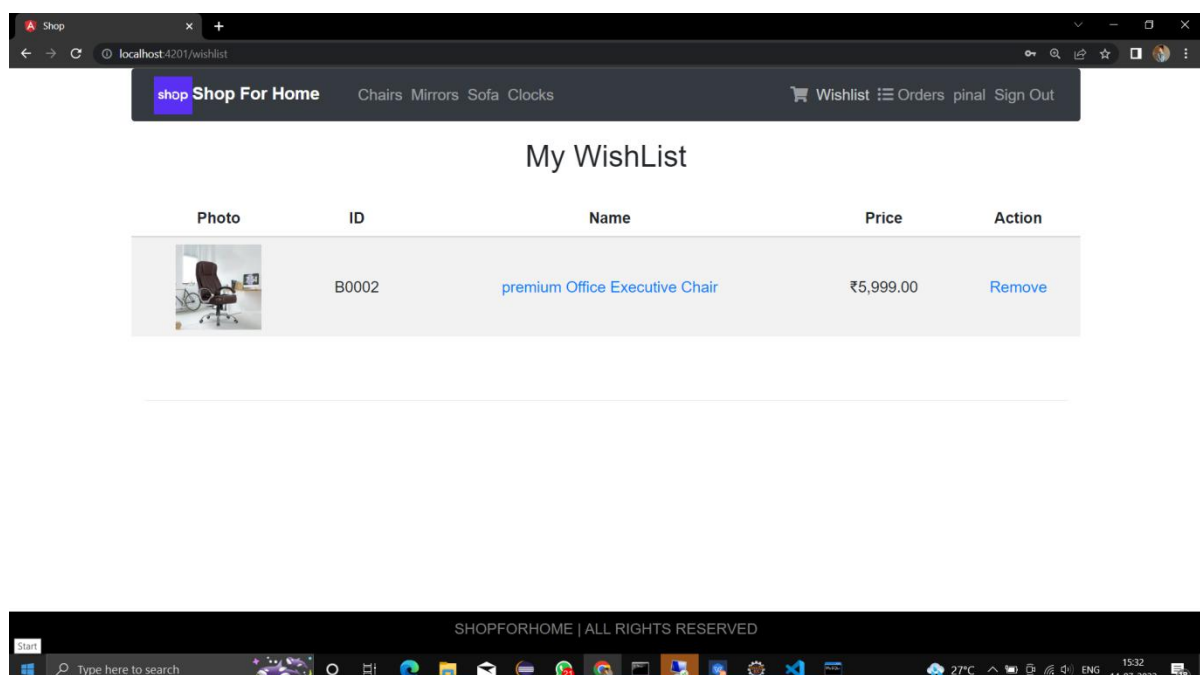 Shop
localhost:4201/wishlist
shop Shop For Home Chairs Mirrors Sofa Clocks Wishlist Orders pinal Sign Out
My WishList
Photo ID Name Price Action
B0002 premium Office Executive Chair ₹5,999.00 Remove
SHOPFORHOME | ALL RIGHTS RESERVED
Start
Type here to search 27°C ENG 15:32